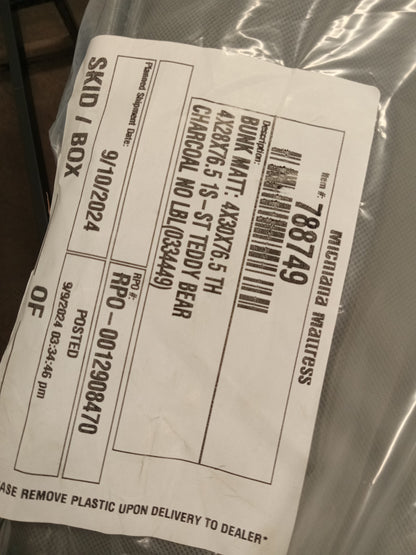 Michiana Mattress
Item #: 788749
Description:
BUNK MATT: 4X30X76.5 TH
4X28X76.5 1S-ST TEDDY BEAR
CHARCOAL NO LBL(0334449)
Planned Shipment Date:
9/10/2024
RPO #:
RPO-0012908470
POSTED
9/9/2024 03:34:46 pm
SKID / BOX
OF
ASE REMOVE PLASTIC UPON DELIVERY TO DEALER*